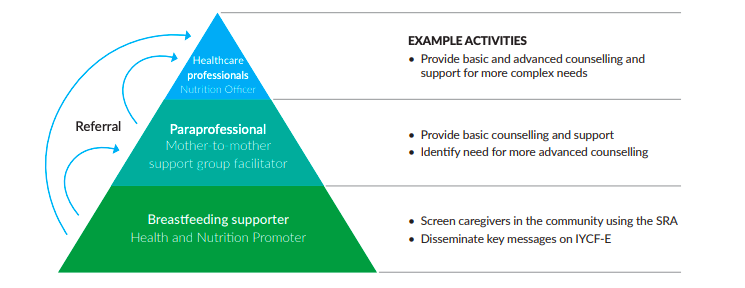 EXAMPLE ACTIVITIES
Healthcare
professionals
Nutrition Officer
• Provide basic and advanced counselling and
support for more complex needs
Referral
Paraprofessional
Mother-to-mother
support group facilitator
• Provide basic counselling and support
• Identify need for more advanced counselling
Breastfeeding supporter
Health and Nutrition Promoter
• Screen caregivers in the community using the SRA
• Disseminate key messages on IYCF-E